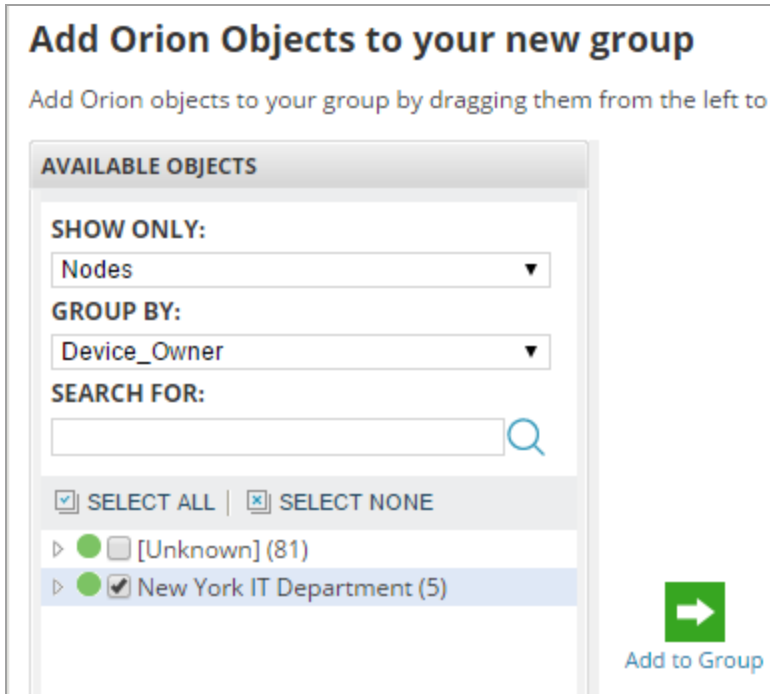 Add Orion Objects to your new group
Add Orion objects to your group by dragging them from the left to
AVAILABLE OBJECTS
SHOW ONLY:
Nodes
GROUP BY:
Device_Owner
SEARCH FOR:
SELECT ALL | SELECT NONE
[Unknown] (81)
New York IT Department (5)
Add to Group